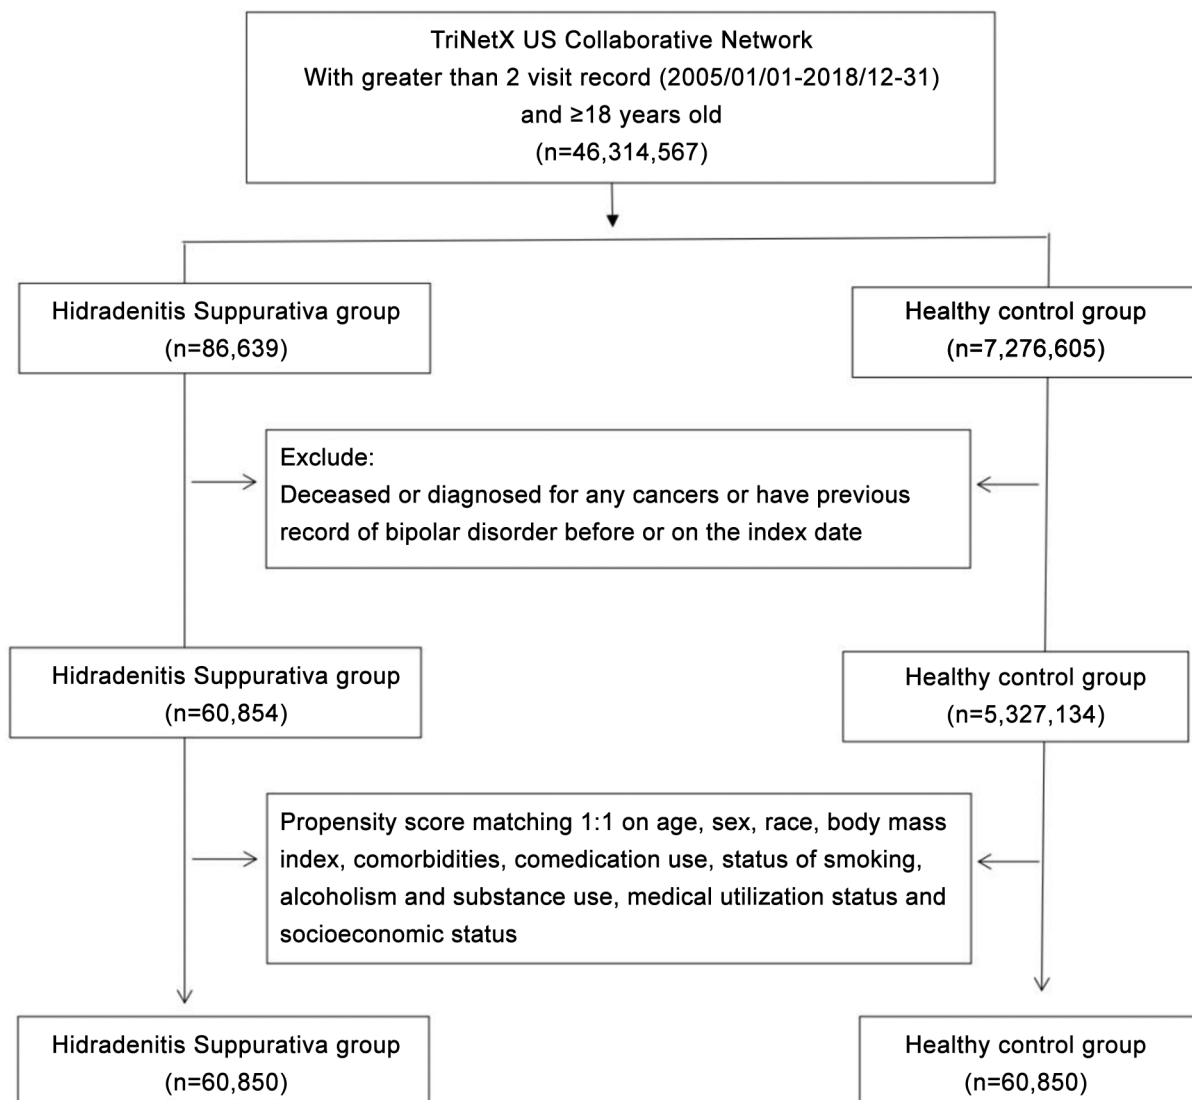 TriNetX US Collaborative Network
With greater than 2 visit record (2005/01/01-2018/12-31)
and ≥18 years old
(n=46,314,567)
Hidradenitis Suppurativa group
(n=86,639)
Healthy control group
(n=7,276,605)
Exclude:
Deceased or diagnosed for any cancers or have previous
record of bipolar disorder before or on the index date
Hidradenitis Suppurativa group
(n=60,854)
Healthy control group
(n=5,327,134)
Propensity score matching 1:1 on age, sex, race, body mass
index, comorbidities, comedication use, status of smoking,
alcoholism and substance use, medical utilization status and
socioeconomic status
Hidradenitis Suppurativa group
(n=60,850)
Healthy control group
(n=60,850)